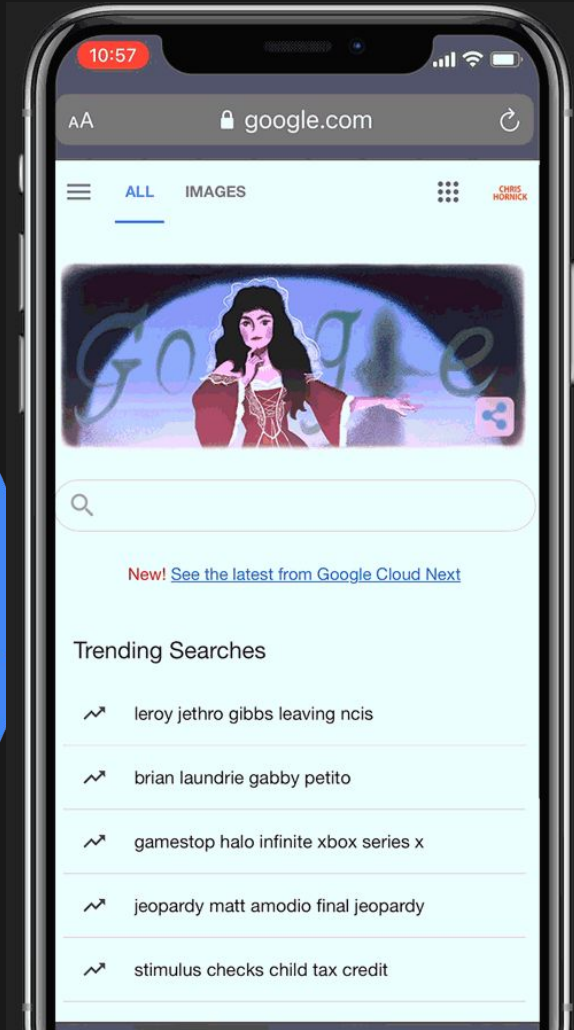 10:57
AA google.com
ALL IMAGES CHRIS HORNICK
Google
New! See the latest from Google Cloud Next
Trending Searches
leroy jethro gibbs leaving ncis
brian laundrie gabby petito
gamestop halo infinite xbox series x
jeopardy matt amodio final jeopardy
stimulus checks child tax credit